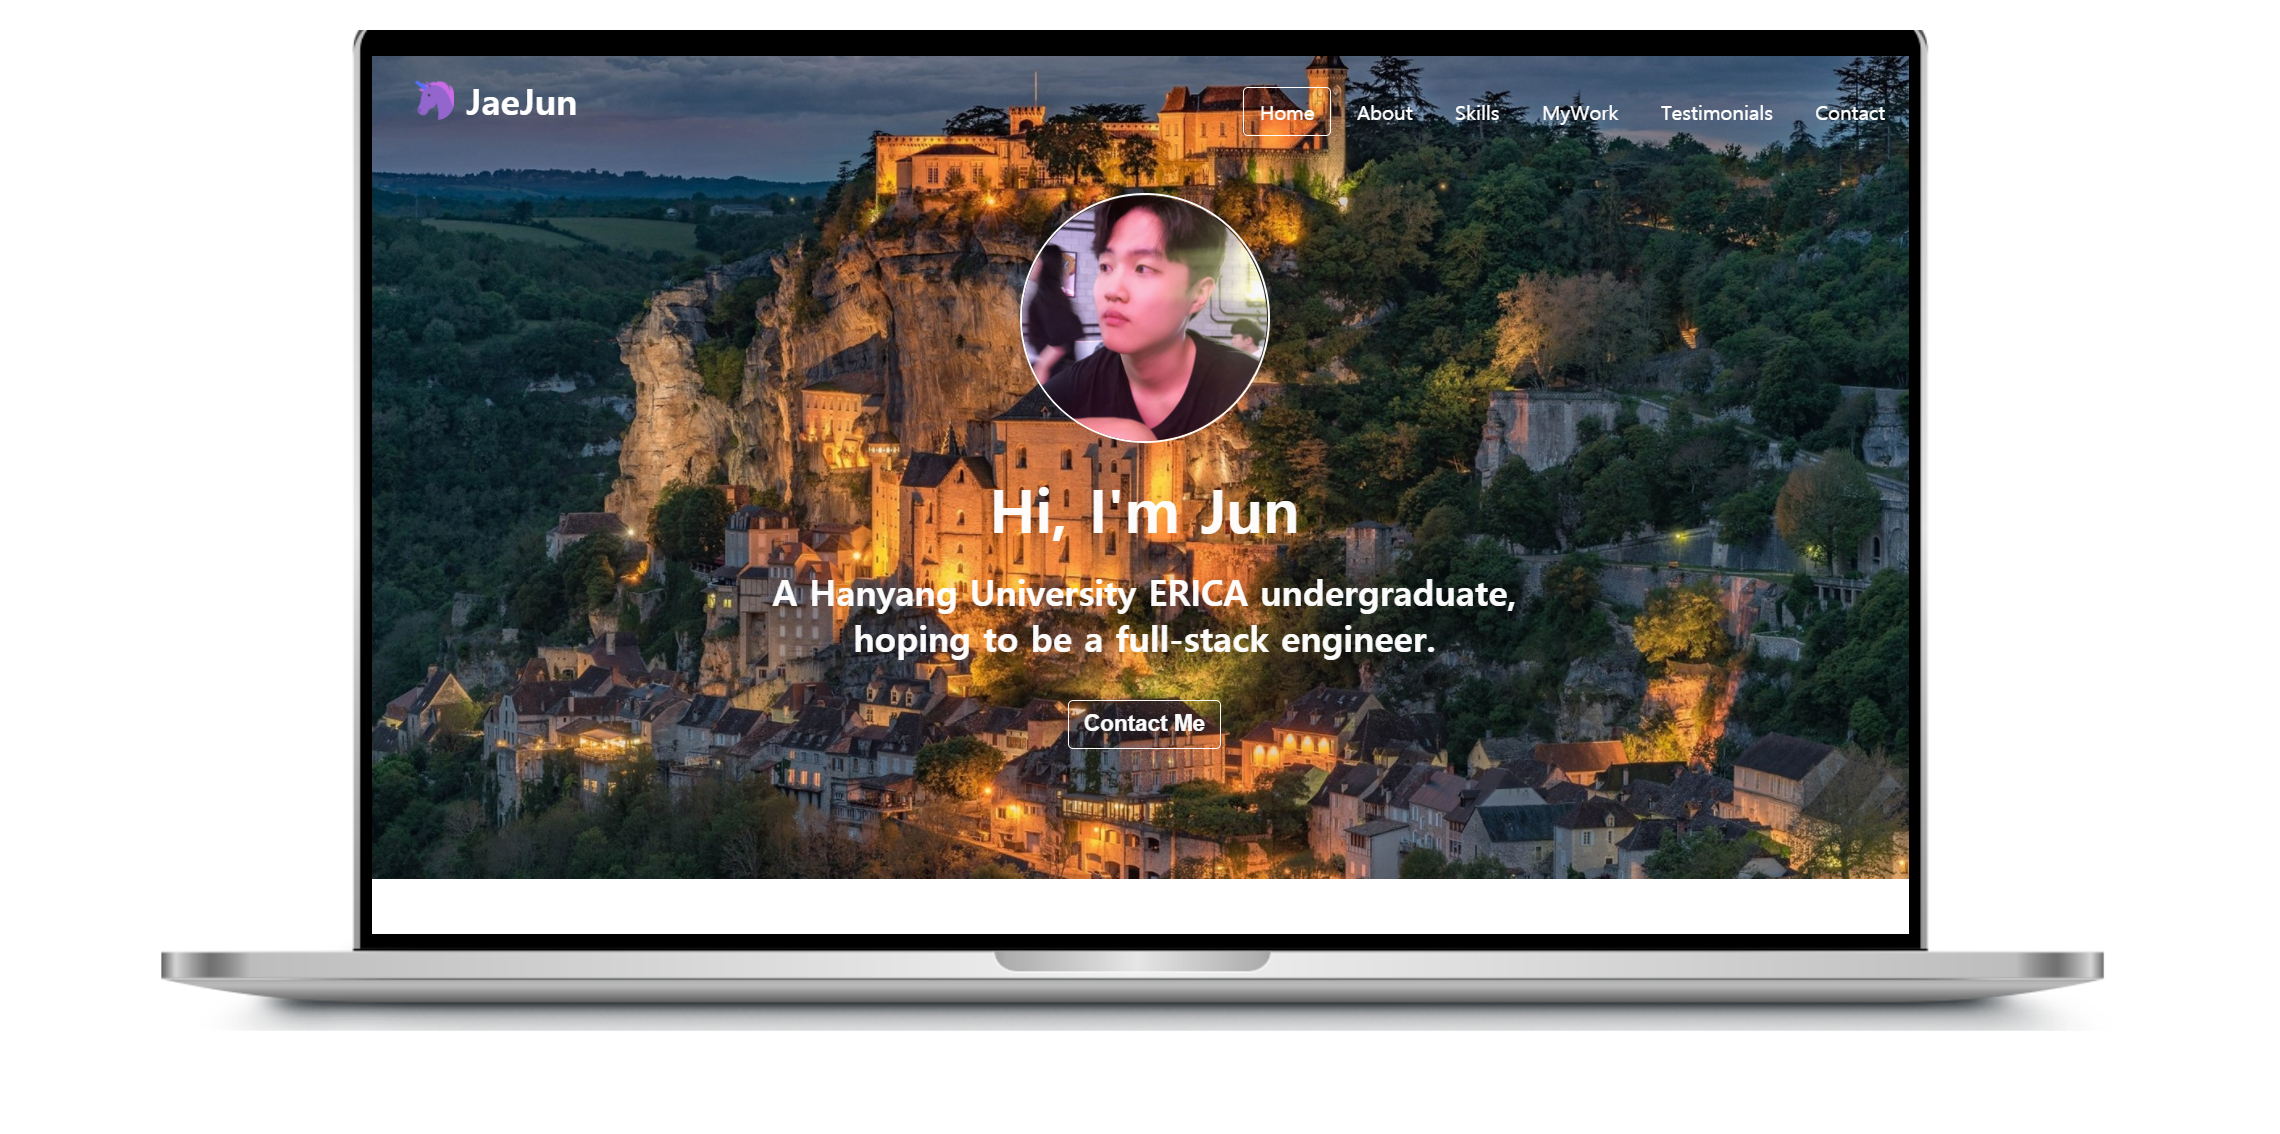 JaeJun
Home About Skills MyWork Testimonials Contact
Hi, I'm Jun
A Hanyang University ERICA undergraduate,
hoping to be a full-stack engineer.
Contact Me